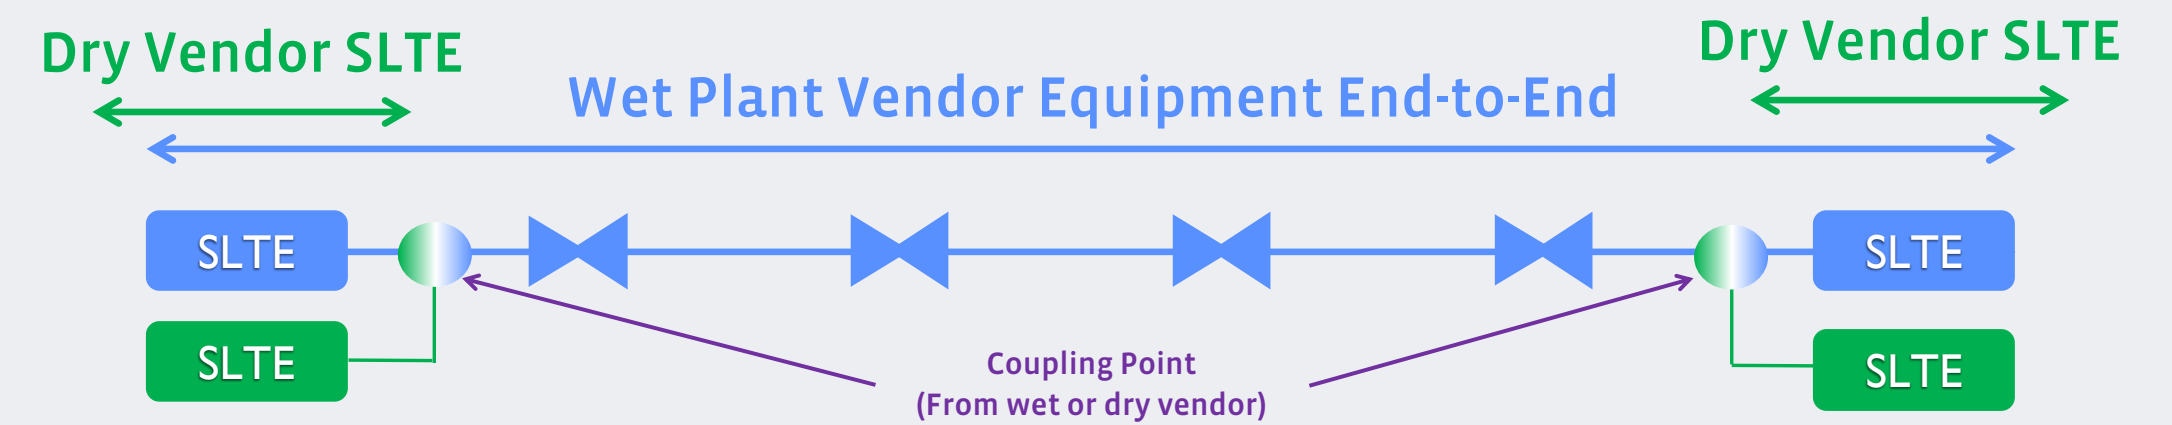 Dry Vendor SLTE
Dry Vendor SLTE
Wet Plant Vendor Equipment End-to-End
SLTE
SLTE
SLTE
SLTE
Coupling Point
(From wet or dry vendor)